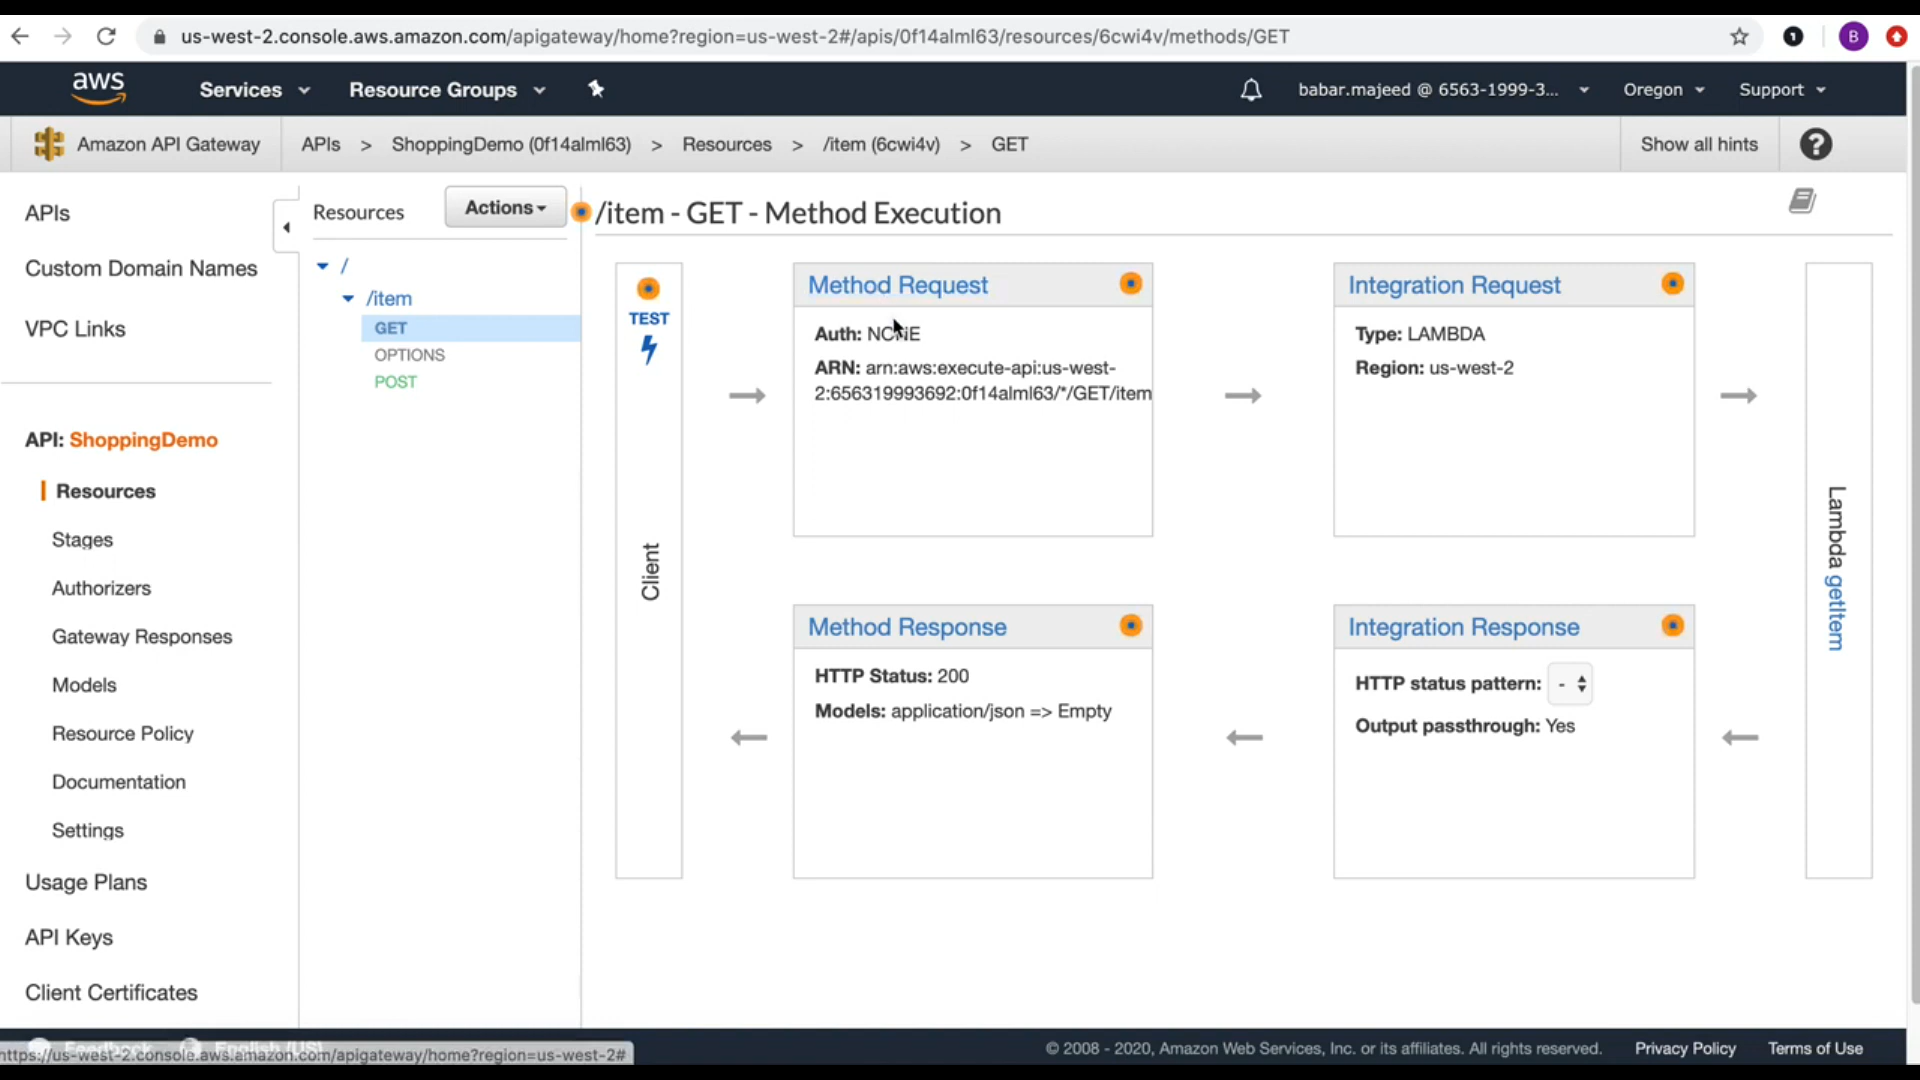 us-west-2.console.aws.amazon.com/apigateway/home?region=us-west-2#/apis/0f14alml63/resources/6cwi4v/methods/GET
B
aws
Services
Resource Groups
babar.majeed @ 6563-1999-3...
Oregon
Support
Amazon API Gateway
APIs > ShoppingDemo (0f14alml63) > Resources > /item (6cwi4v) > GET
Show all hints
?
APIs
Custom Domain Names
VPC Links
API: ShoppingDemo
Resources
Stages
Authorizers
Gateway Responses
Models
Resource Policy
Documentation
Settings
Usage Plans
API Keys
Client Certificates
Resources
Actions
/
/item
GET
OPTIONS
POST
/item - GET - Method Execution
TEST
Client
Method Request
Auth: NONE
ARN: arn:aws:execute-api:us-west-
2:656319993692:0f14alml63/*/GET/item
Integration Request
Type: LAMBDA
Region: us-west-2
Lambda getItem
Method Response
HTTP Status: 200
Models: application/json => Empty
Integration Response
HTTP status pattern: -
Output passthrough: Yes
Feedback
English (US)
https://us-west-2.console.aws.amazon.com/apigateway/home?region=us-west-2#
© 2008 - 2020, Amazon Web Services, Inc. or its affiliates. All rights reserved.
Privacy Policy
Terms of Use